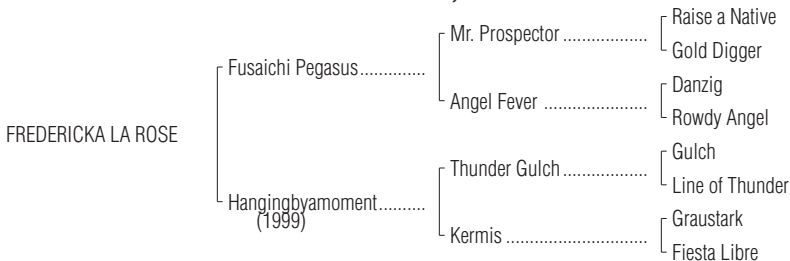 Raise a Native
Mr. Prospector ....................
Gold Digger
Fusaichi Pegasus..............
Danzig
Angel Fever ........................
Rowdy Angel
FREDERICKA LA ROSE
Gulch
Thunder Gulch....................
Line of Thunder
Hangingbyamoment..........
(1999)
Graustark
Kermis .................................
Fiesta Libre